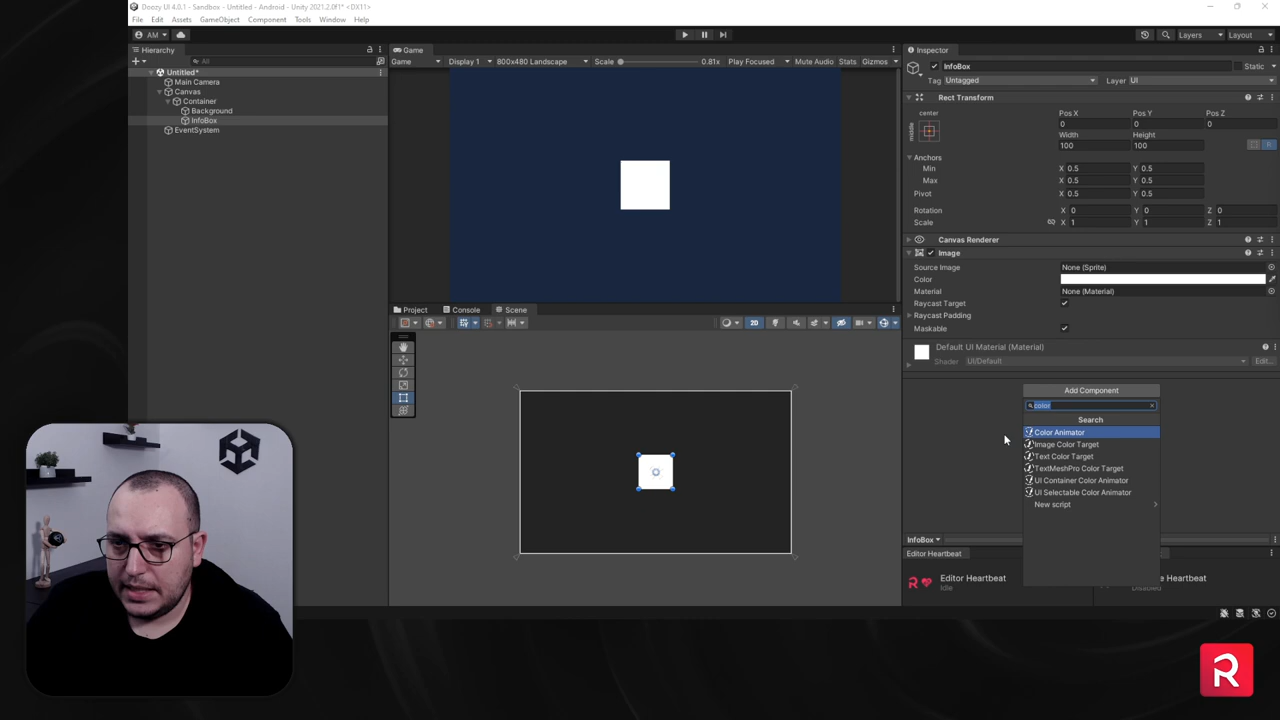 Doozy UI 4.0.1 - Sandbox - Untitled - Android - Unity 2021.2.0f1* <DX11>
File Edit Assets GameObject Component Tools Window Help
AM
Layers Layout
Hierarchy
All
Untitled*
Main Camera
Canvas
Container
Background
InfoBox
EventSystem
Game
Game Display 1 800x480 Landscape Scale 0.81x Play Focused Mute Audio Stats Gizmos
Project Console Scene
2D
Inspector
InfoBox Static
Tag Untagged Layer UI
Rect Transform
center
middle
Pos X Pos Y Pos Z
0 0 0
Width Height
100 100
R
Anchors
Min X 0.5 Y 0.5
Max X 0.5 Y 0.5
Pivot X 0.5 Y 0.5
Rotation X 0 Y 0 Z 0
Scale X 1 Y 1 Z 1
Canvas Renderer
Image
Source Image None (Sprite)
Color
Material None (Material)
Raycast Target
Raycast Padding
Maskable
Default UI Material (Material)
Shader UI/Default Edit...
Add Component
color
Search
Color Animator
Image Color Target
Text Color Target
TextMeshPro Color Target
UI Container Color Animator
UI Selectable Color Animator
New script
InfoBox
Editor Heartbeat
R Editor Heartbeat
Idle
Heartbeat
Disabled
R